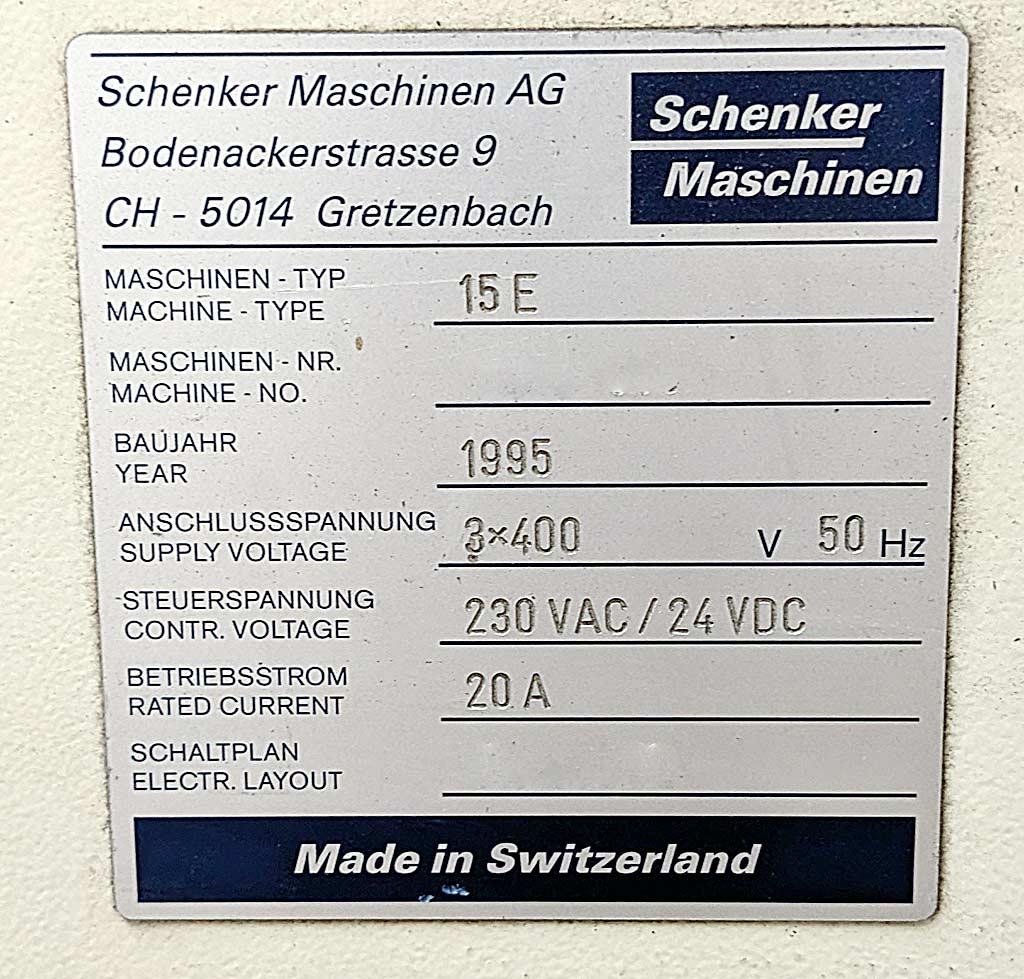 Schenker Maschinen AG
Bodenackerstrasse 9
CH - 5014 Gretzenbach
Schenker
Maschinen
MASCHINEN - TYP
MACHINE - TYPE
15 E
MASCHINEN - NR.
MACHINE - NO.
BAUJAHR
YEAR
1995
ANSCHLUSSSPANNUNG
SUPPLY VOLTAGE
3×400 V 50 Hz
STEUERSPANNUNG
CONTR. VOLTAGE
230 VAC / 24 VDC
BETRIEBSSTROM
RATED CURRENT
20 A
SCHALTPLAN
ELECTR. LAYOUT
Made in Switzerland